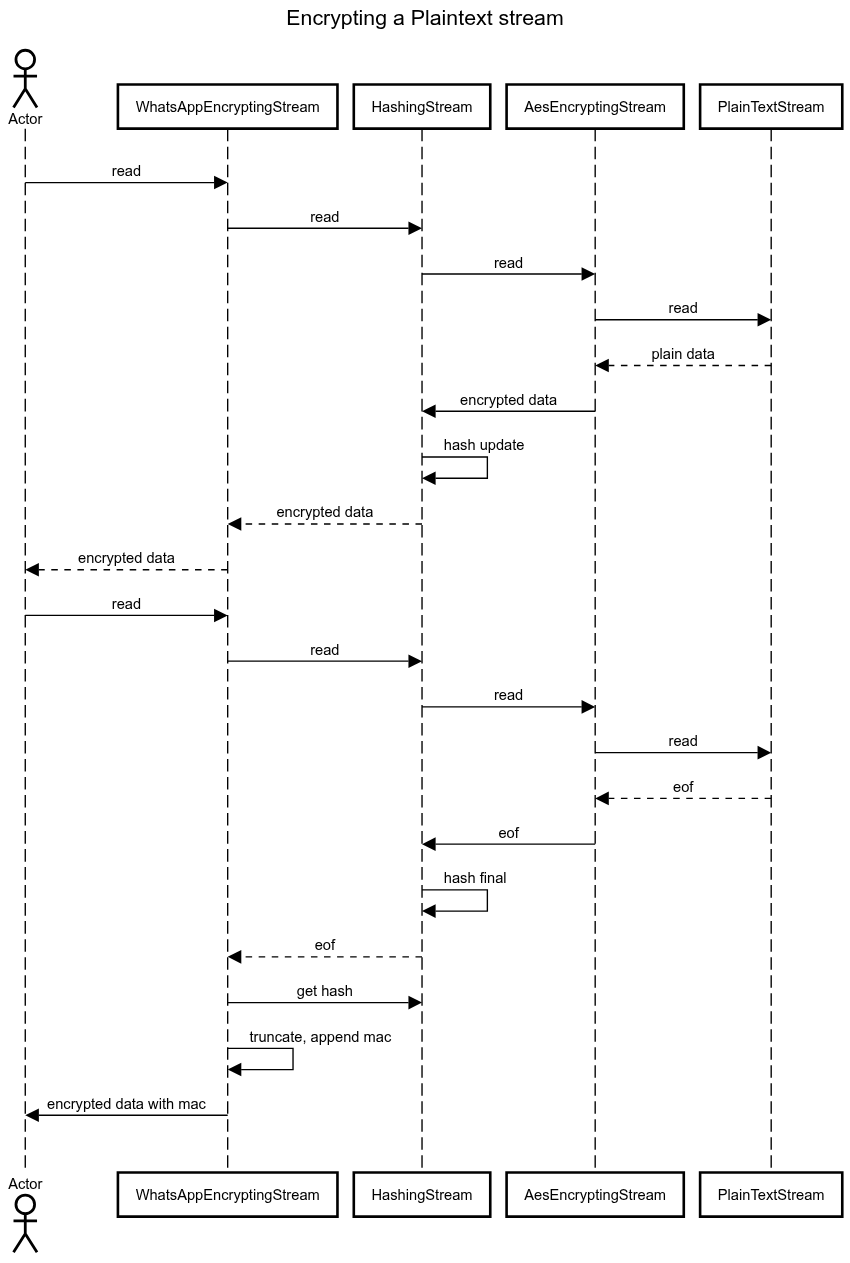 Encrypting a Plaintext stream
Actor
WhatsAppEncryptingStream
HashingStream
AesEncryptingStream
PlainTextStream
read
read
read
read
plain data
encrypted data
hash update
encrypted data
encrypted data
read
read
read
read
eof
eof
hash final
eof
get hash
truncate, append mac
encrypted data with mac
Actor
WhatsAppEncryptingStream
HashingStream
AesEncryptingStream
PlainTextStream